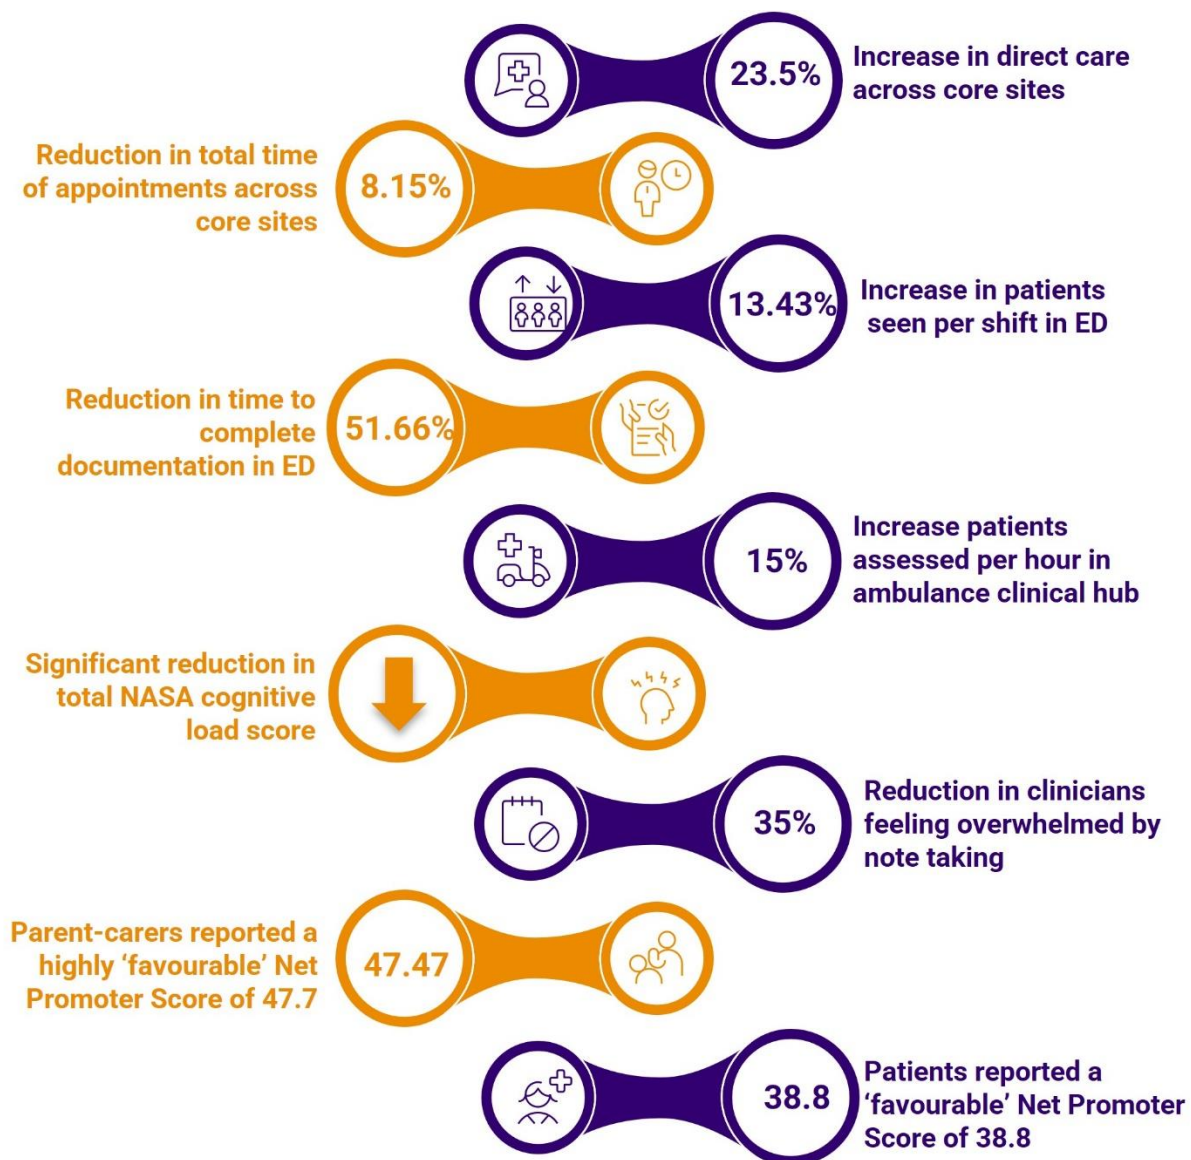 23.5%
Increase in direct care
across core sites
Reduction in total time
of appointments across
core sites
8.15%
13.43%
Increase in patients
seen per shift in ED
Reduction in time to
complete
documentation in ED
51.66%
15%
Increase patients
assessed per hour in
ambulance clinical hub
Significant reduction in
total NASA cognitive
load score
35%
Reduction in clinicians
feeling overwhelmed by
note taking
Parent-carers reported a
highly ‘favourable’ Net
Promoter Score of 47.7
47.47
38.8
Patients reported a
‘favourable’ Net Promoter
Score of 38.8